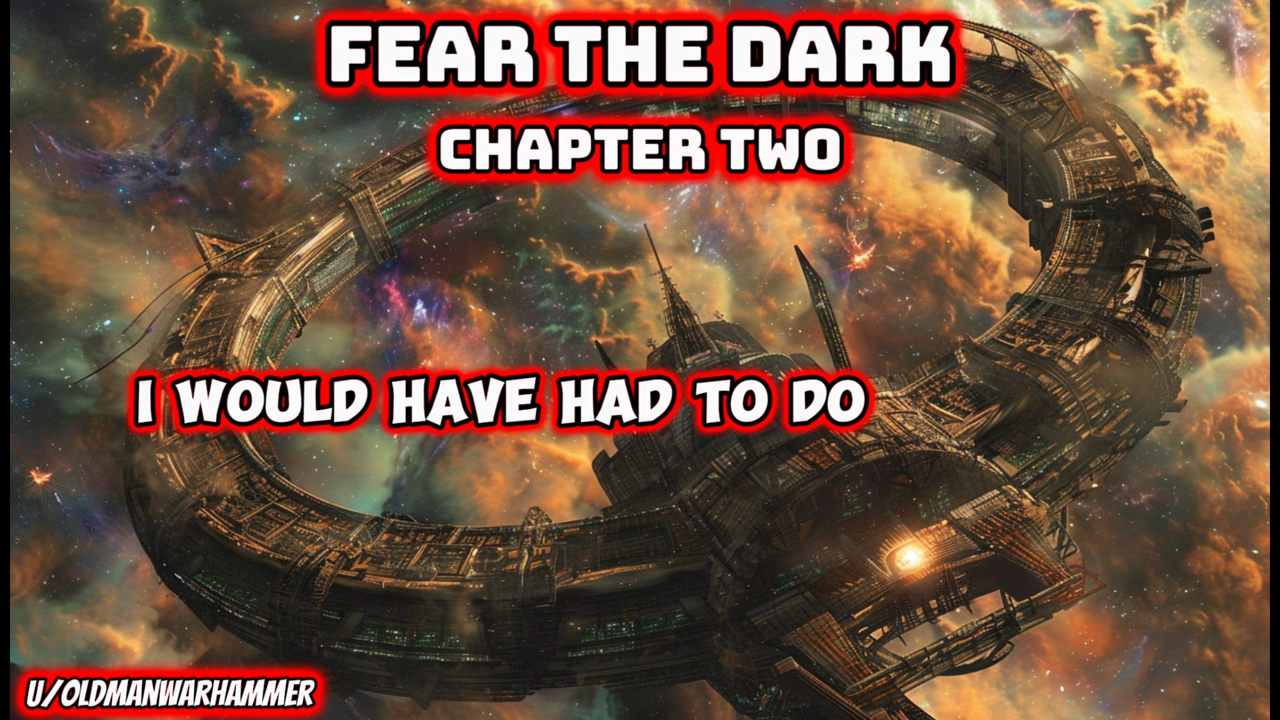 FEAR THE DARK
CHAPTER TWO
I WOULD HAVE HAD TO DO
U/OLDMANWARHAMMER